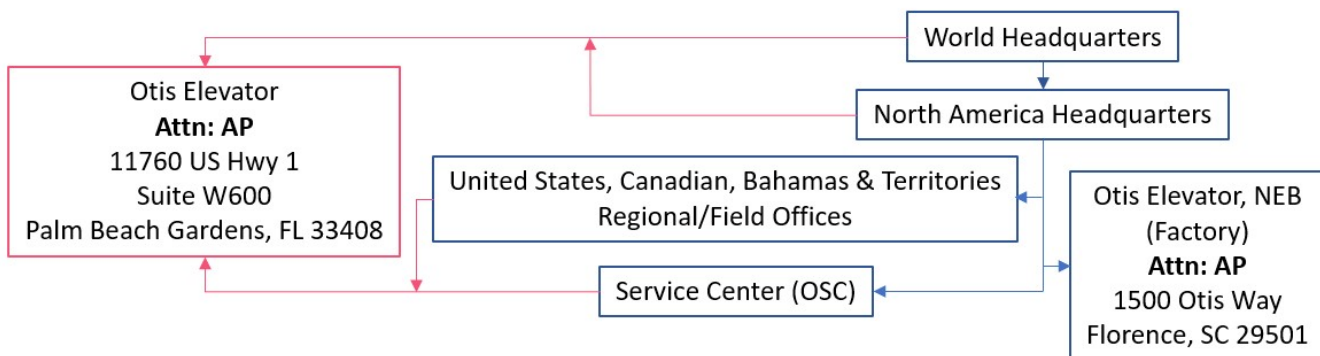 World Headquarters
North America Headquarters
Otis Elevator
Attn: AP
11760 US Hwy 1
Suite W600
Palm Beach Gardens, FL 33408
United States, Canadian, Bahamas & Territories
Regional/Field Offices
Service Center (OSC)
Otis Elevator, NEB
(Factory)
Attn: AP
1500 Otis Way
Florence, SC 29501